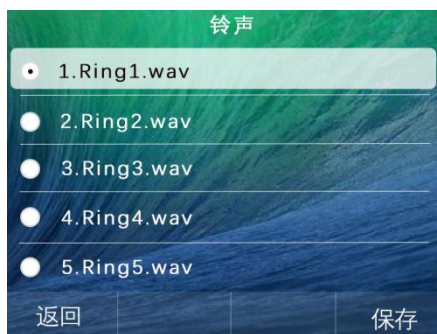 铃声
1.Ring1.wav
2.Ring2.wav
3.Ring3.wav
4.Ring4.wav
5.Ring5.wav
返回 保存